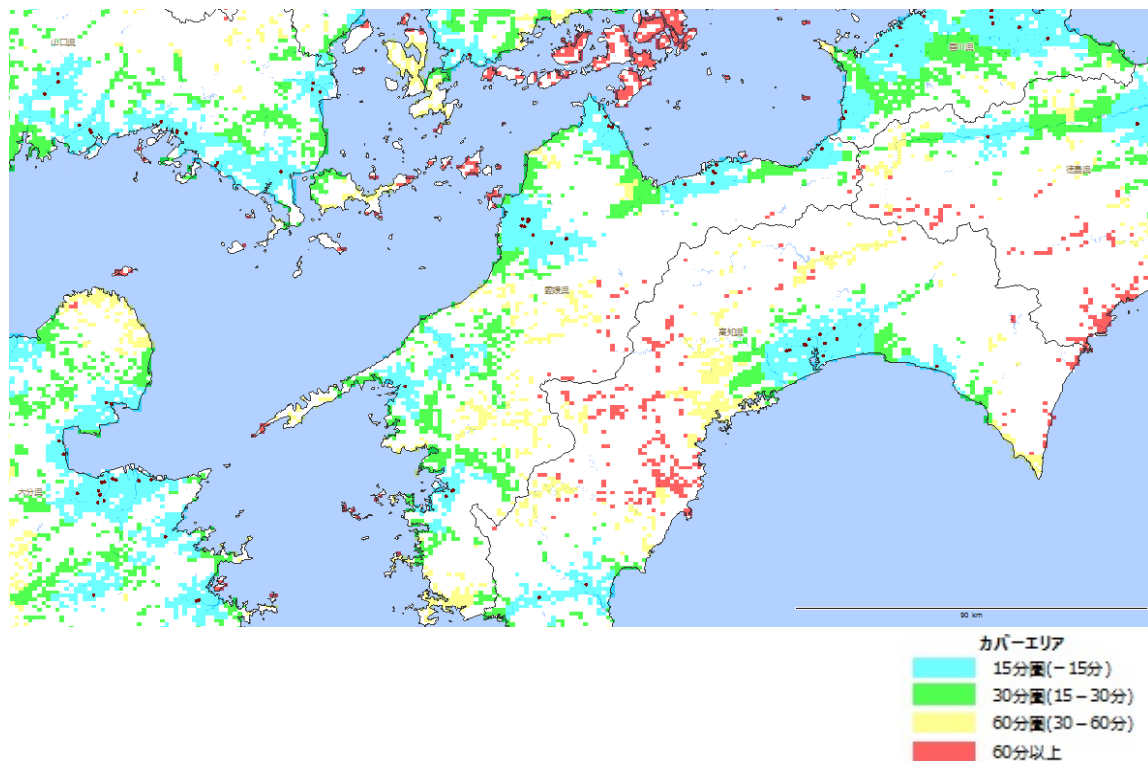 山口県
香川県
徳島県
愛媛県
高知県
大分県
90 km
カバーエリア
15分圏(－15分)
30分圏(15－30分)
60分圏(30－60分)
60分以上